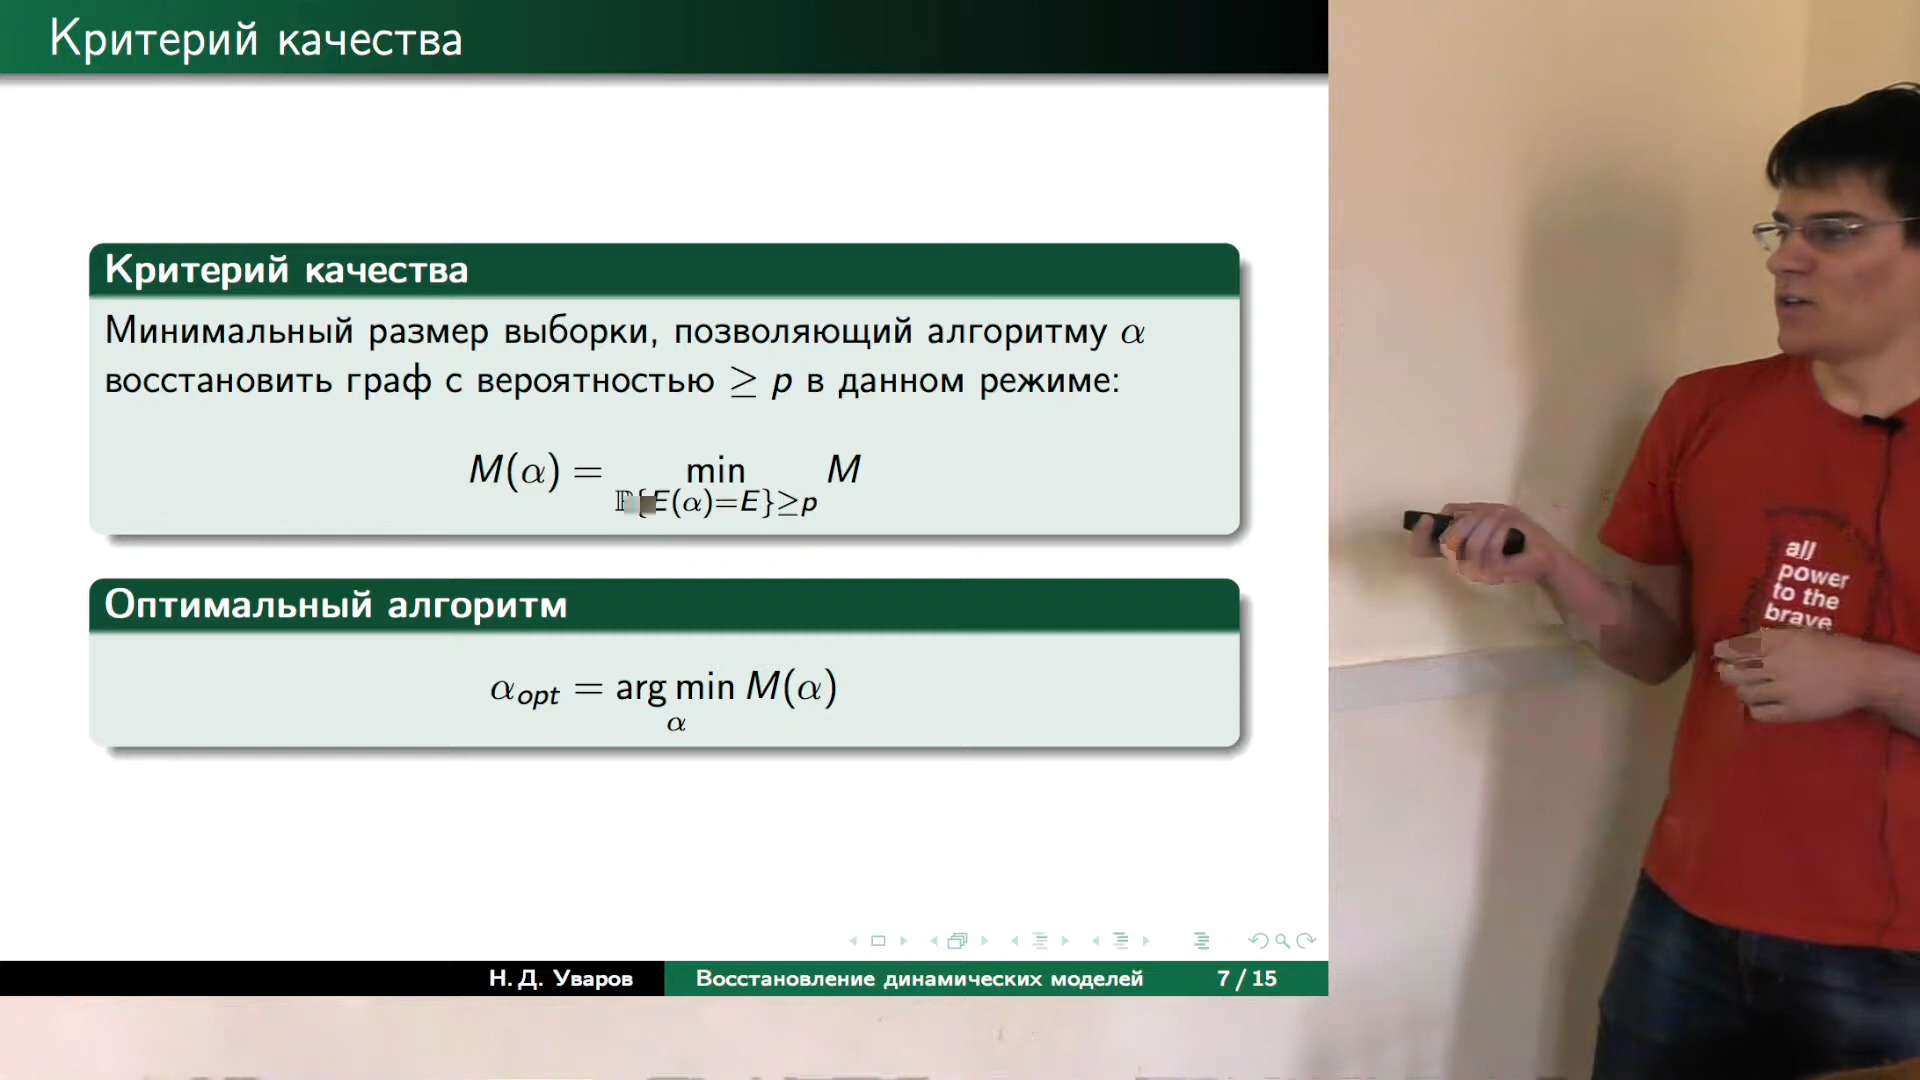 Критерий качества
Критерий качества
Минимальный размер выборки, позволяющий алгоритму α
восстановить граф с вероятностью ≥ p в данном режиме:
M(α) = min M
ℙ{E(α)=E}≥p
Оптимальный алгоритм
α_opt = arg min M(α)
α
Н. Д. Уваров
Восстановление динамических моделей
7 / 15
all
power
to the
brave